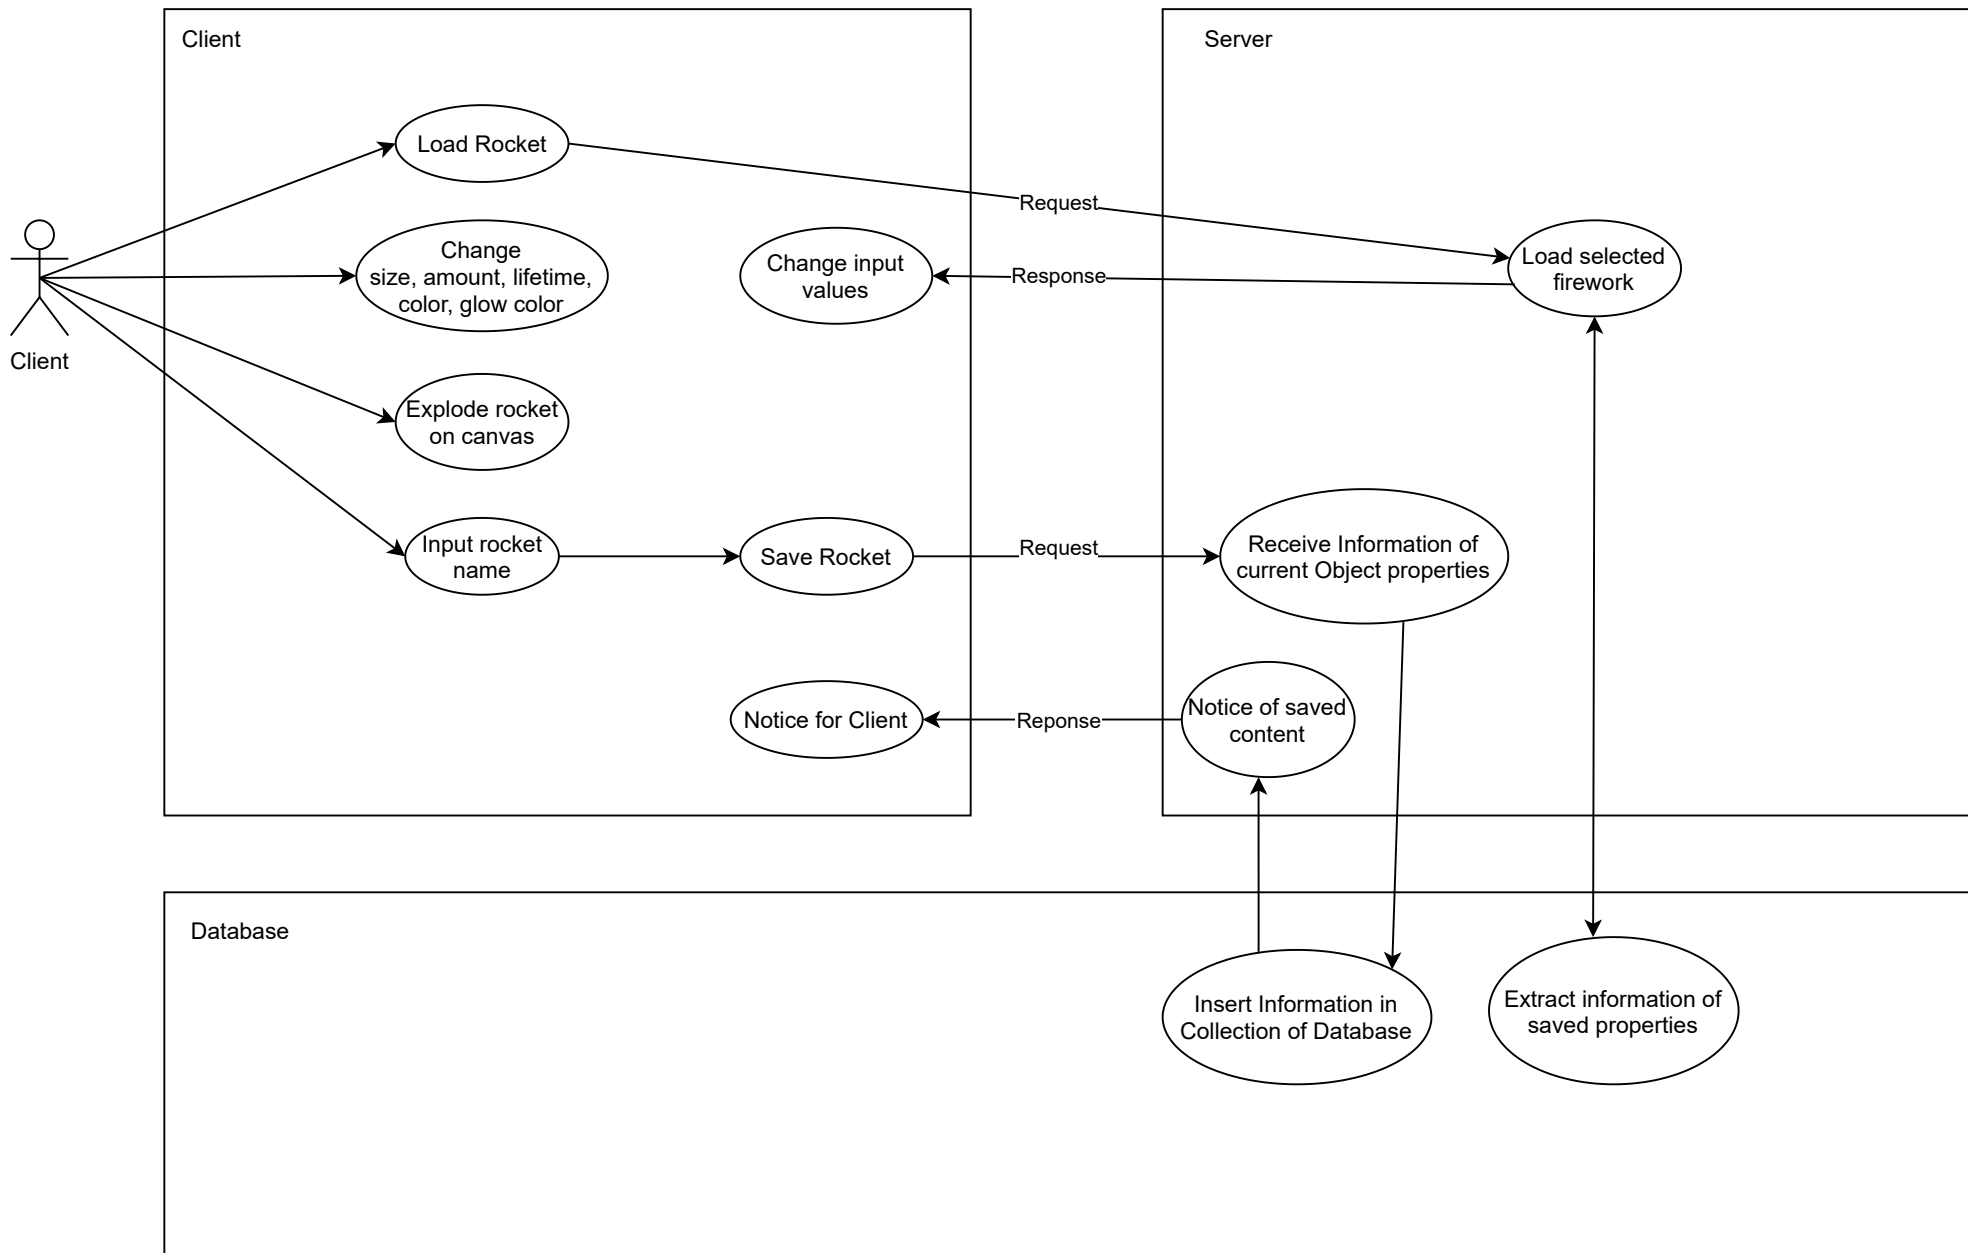 Client
Server
Load Rocket
Request
Change
size, amount, lifetime,
color, glow color
Change input
values
Response
Load selected
firework
Client
Explode rocket
on canvas
Input rocket
name
Save Rocket
Request
Receive Information of
current Object properties
Notice for Client
Reponse
Notice of saved
content
Database
Insert Information in
Collection of Database
Extract information of
saved properties